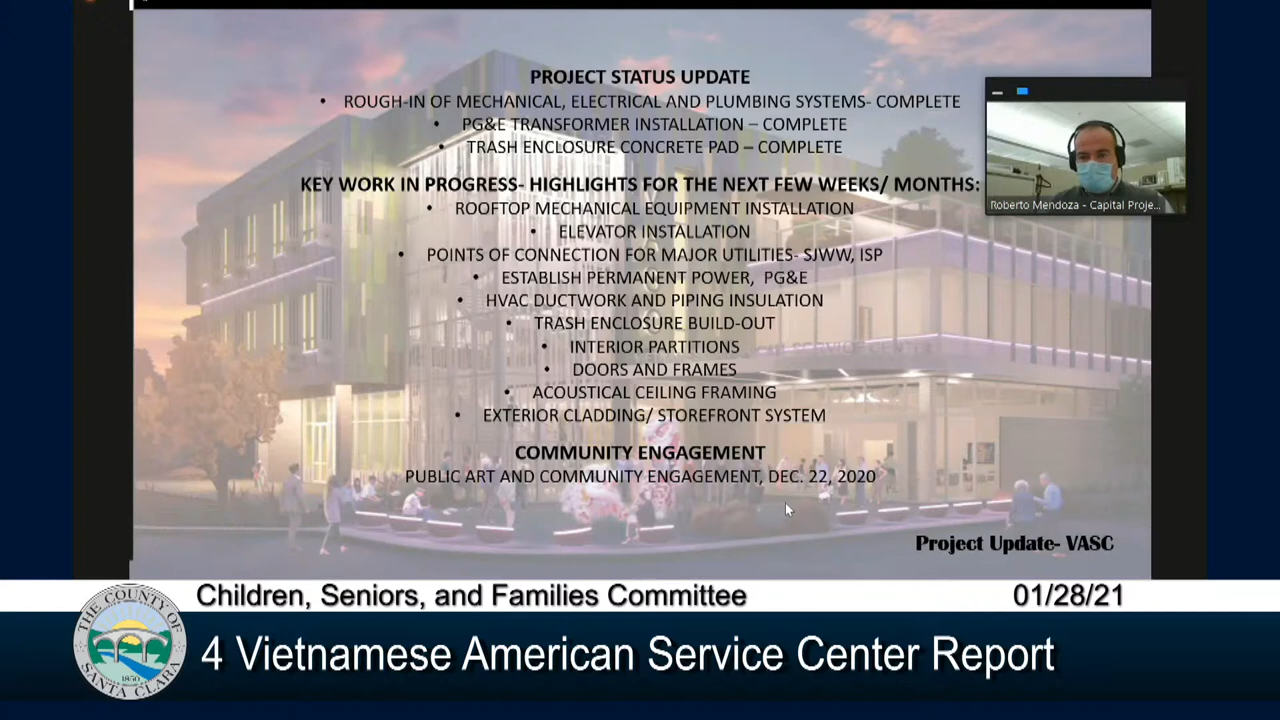 PROJECT STATUS UPDATE
• ROUGH-IN OF MECHANICAL, ELECTRICAL AND PLUMBING SYSTEMS- COMPLETE
• PG&E TRANSFORMER INSTALLATION – COMPLETE
• TRASH ENCLOSURE CONCRETE PAD – COMPLETE
KEY WORK IN PROGRESS- HIGHLIGHTS FOR THE NEXT FEW WEEKS/ MONTHS:
• ROOFTOP MECHANICAL EQUIPMENT INSTALLATION
• ELEVATOR INSTALLATION
• POINTS OF CONNECTION FOR MAJOR UTILITIES- SJWW, ISP
• ESTABLISH PERMANENT POWER, PG&E
• HVAC DUCTWORK AND PIPING INSULATION
• TRASH ENCLOSURE BUILD-OUT
• INTERIOR PARTITIONS
• DOORS AND FRAMES
• ACOUSTICAL CEILING FRAMING
• EXTERIOR CLADDING/ STOREFRONT SYSTEM
COMMUNITY ENGAGEMENT
PUBLIC ART AND COMMUNITY ENGAGEMENT, DEC. 22, 2020
Project Update- VASC
Roberto Mendoza - Capital Proje...
Children, Seniors, and Families Committee
01/28/21
4 Vietnamese American Service Center Report
THE COUNTY OF
SANTA CLARA
1850